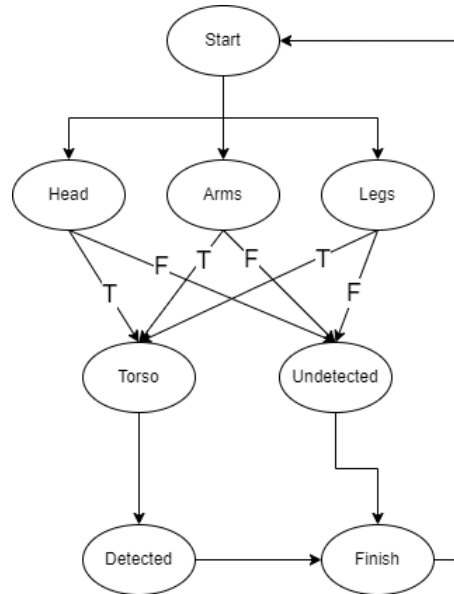 Start
Head
Arms
Legs
T
F
T
F
T
F
Torso
Undetected
Detected
Finish